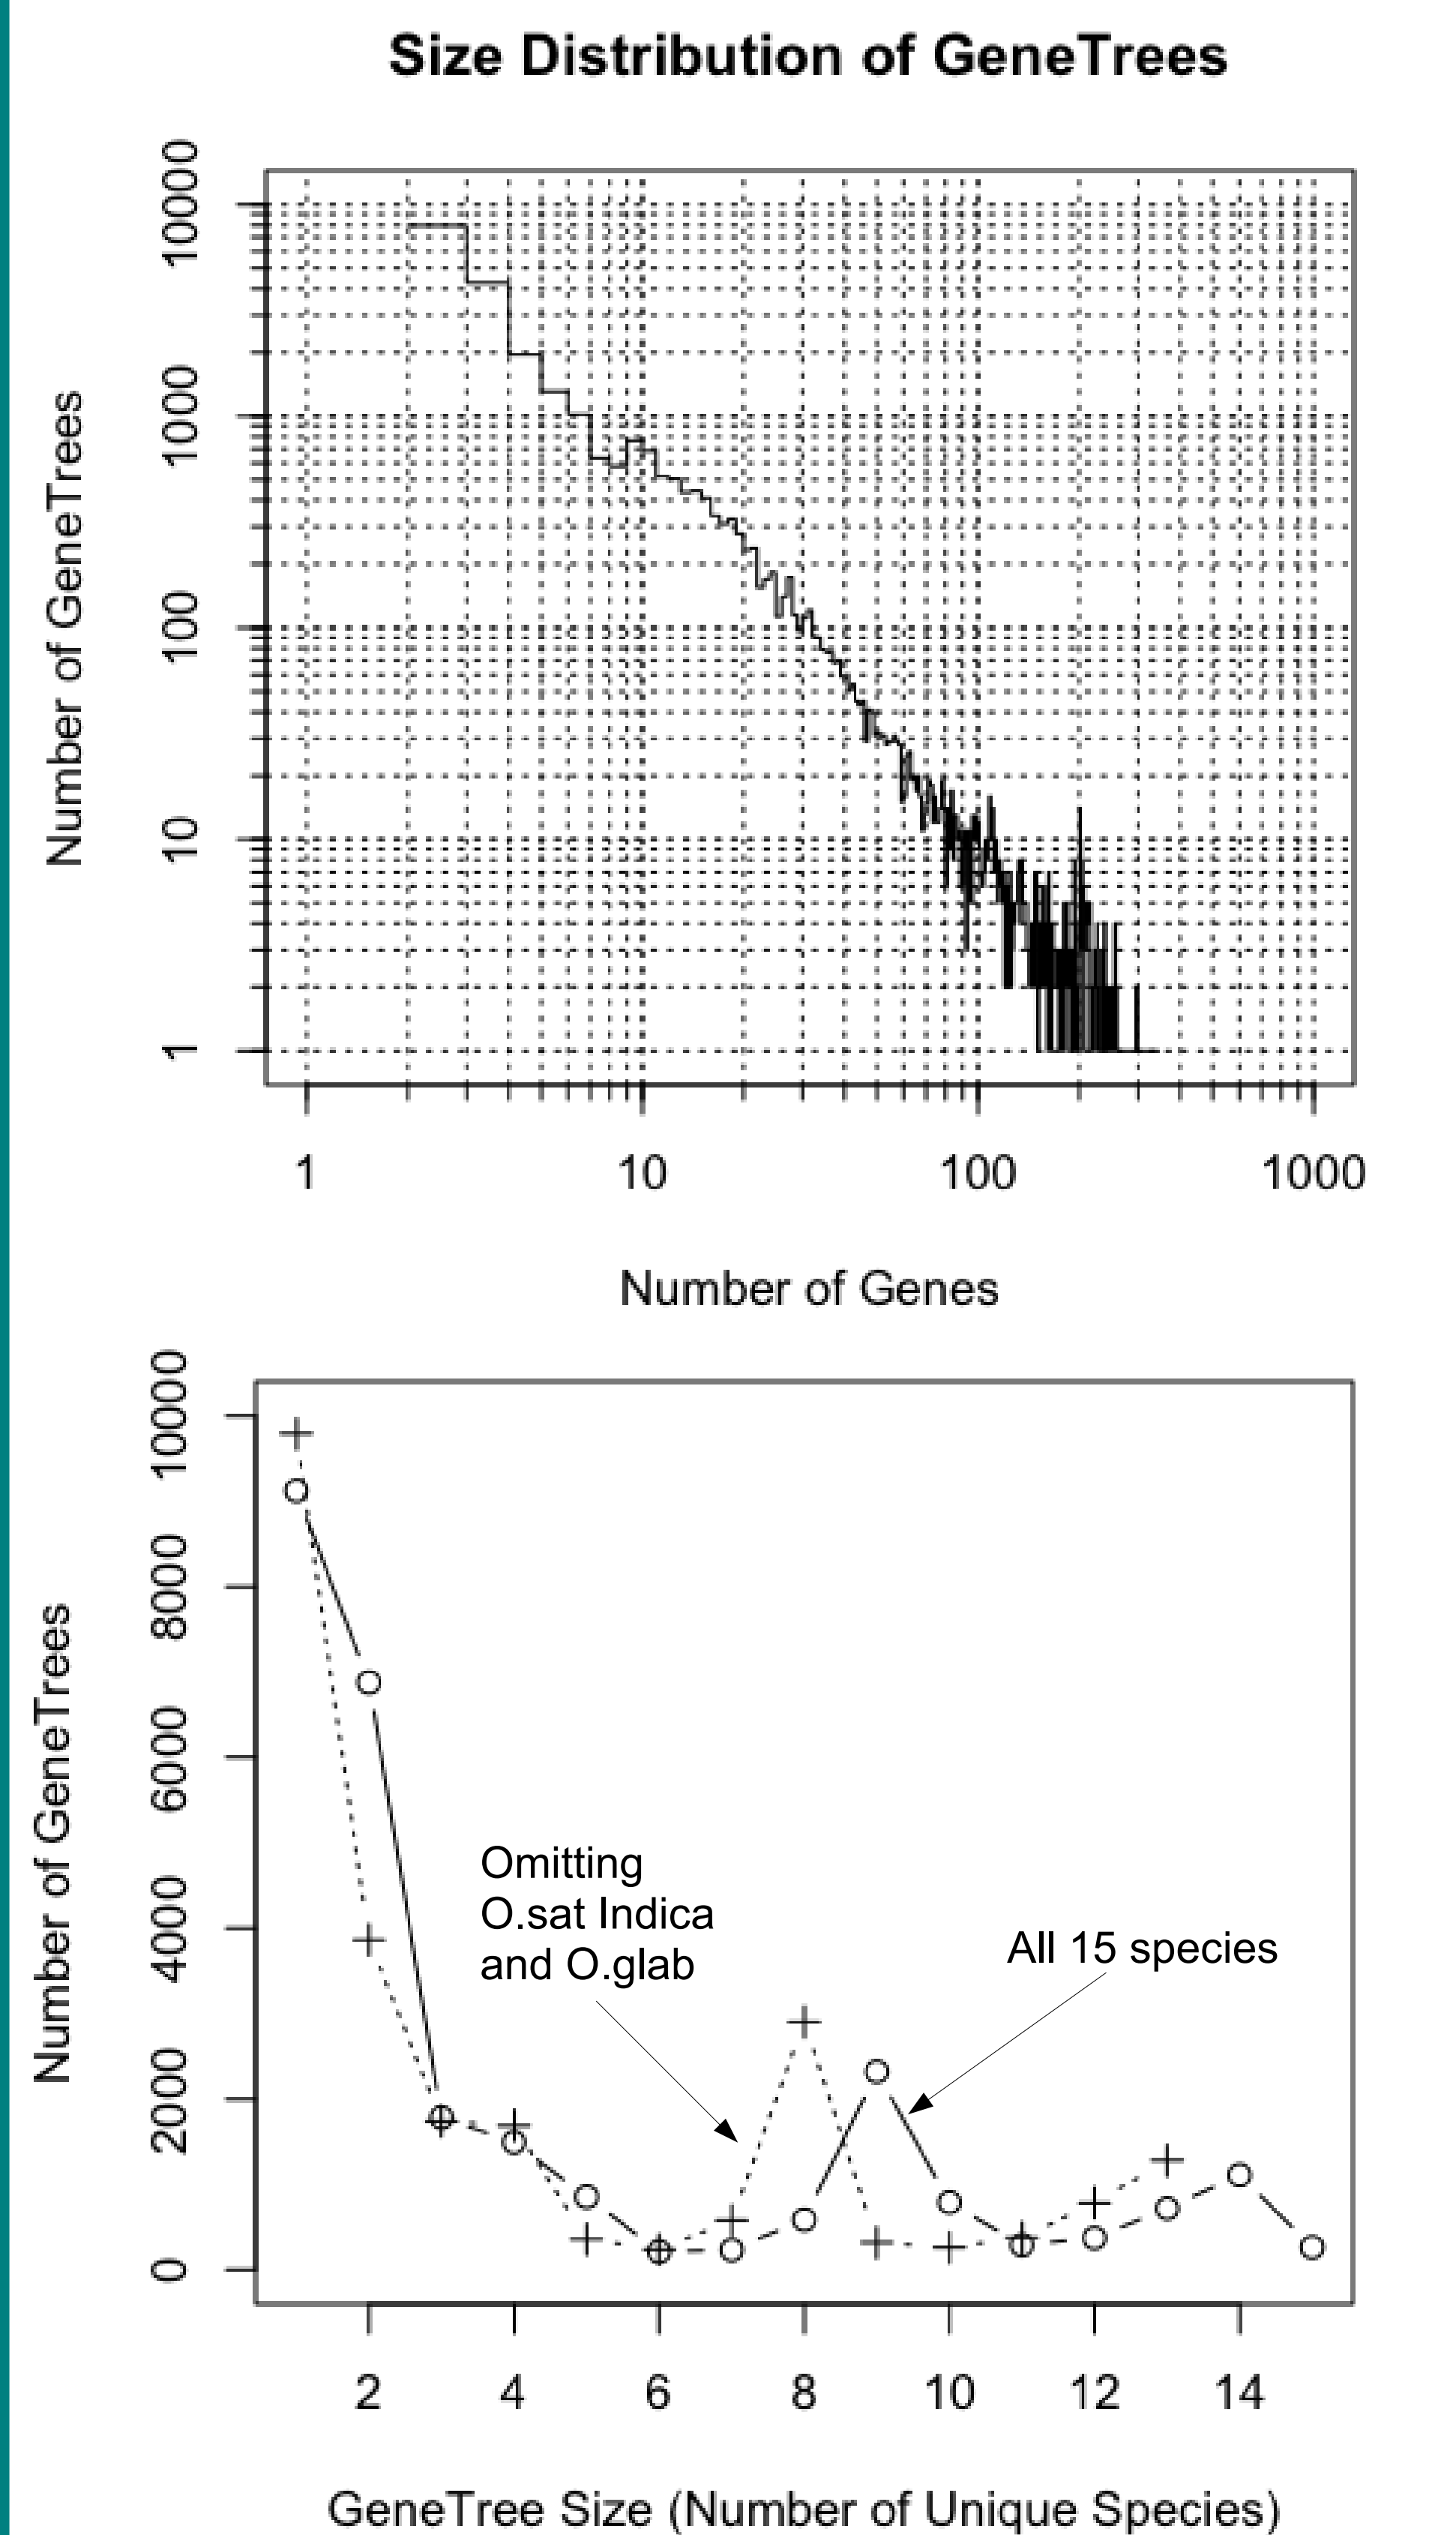 Size Distribution of GeneTrees
Number of GeneTrees
10000
1000
100
10
1
1 10 100 1000
Number of Genes
Number of GeneTrees
10000
8000
6000
4000
2000
0
Omitting
O.sat Indica
and O.glab
All 15 species
2 4 6 8 10 12 14
GeneTree Size (Number of Unique Species)